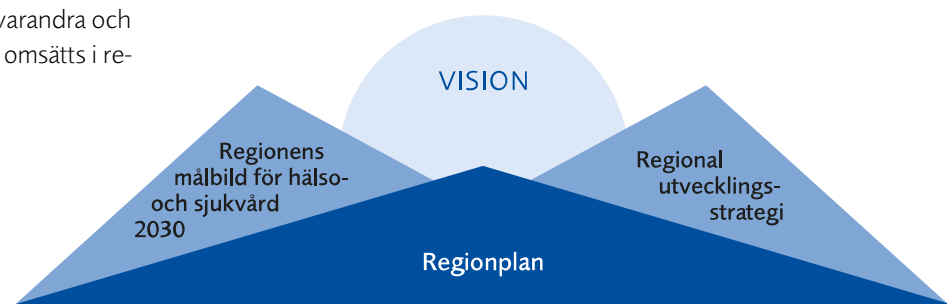 varandra och
omsätts i re-
VISION
Regionens
målbild för hälso-
och sjukvård
2030
Regional
utvecklings-
strategi
Regionplan